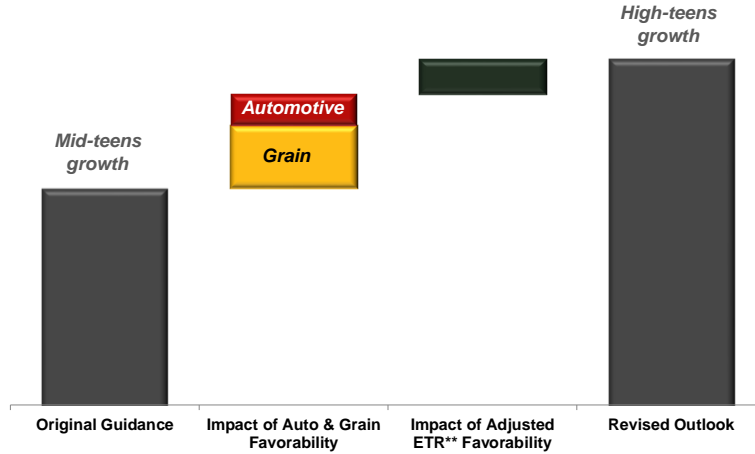 High-teens
growth
Automotive
Grain
Mid-teens
growth
Original Guidance
Impact of Auto & Grain
Favorability
Impact of Adjusted
ETR** Favorability
Revised Outlook